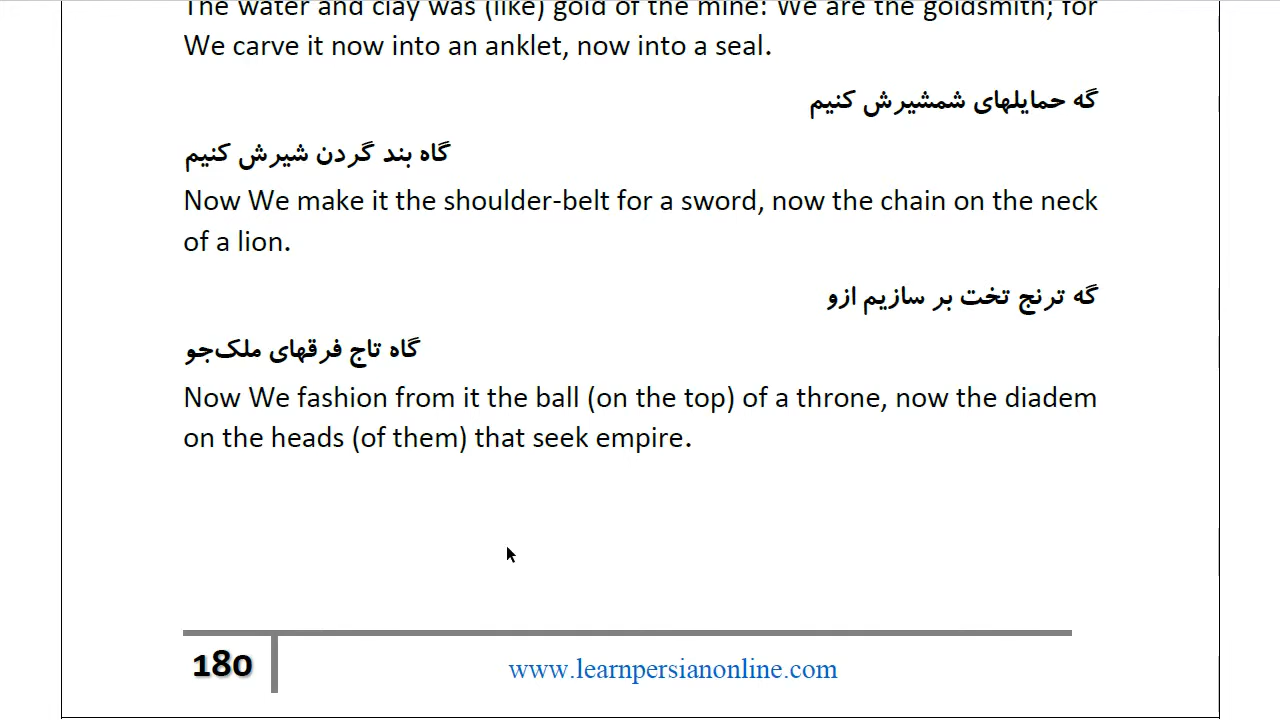 The water and clay was (like) gold of the mine: We are the goldsmith; for
We carve it now into an anklet, now into a seal.
گه حمایلهای شمشیرش کنیم
گاه بند گردن شیرش کنیم
Now We make it the shoulder-belt for a sword, now the chain on the neck
of a lion.
گه ترنج تخت بر سازیم ازو
گاه تاج فرقهای ملک‌جو
Now We fashion from it the ball (on the top) of a throne, now the diadem
on the heads (of them) that seek empire.
180
www.learnpersianonline.com